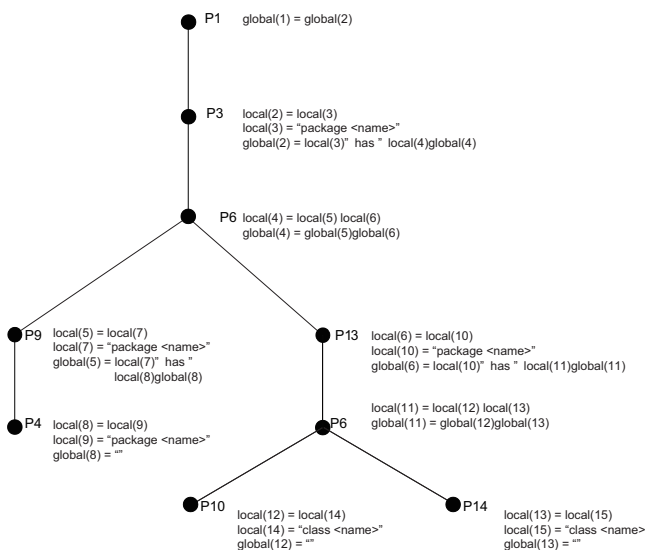 P1 global(1) = global(2)
P3 local(2) = local(3)
local(3) = “package <name>”
global(2) = local(3)” has ” local(4)global(4)
P6 local(4) = local(5) local(6)
global(4) = global(5)global(6)
P9 local(5) = local(7)
local(7) = “package <name>”
global(5) = local(7)” has ”
local(8)global(8)
P13 local(6) = local(10)
local(10) = “package <name>”
global(6) = local(10)” has ” local(11)global(11)
P4 local(8) = local(9)
local(9) = “package <name>”
global(8) = “”
local(11) = local(12) local(13)
P6 global(11) = global(12)global(13)
P10 local(12) = local(14)
local(14) = “class <name>”
global(12) = “”
P14 local(13) = local(15)
local(15) = “class <name>
global(13) = “”